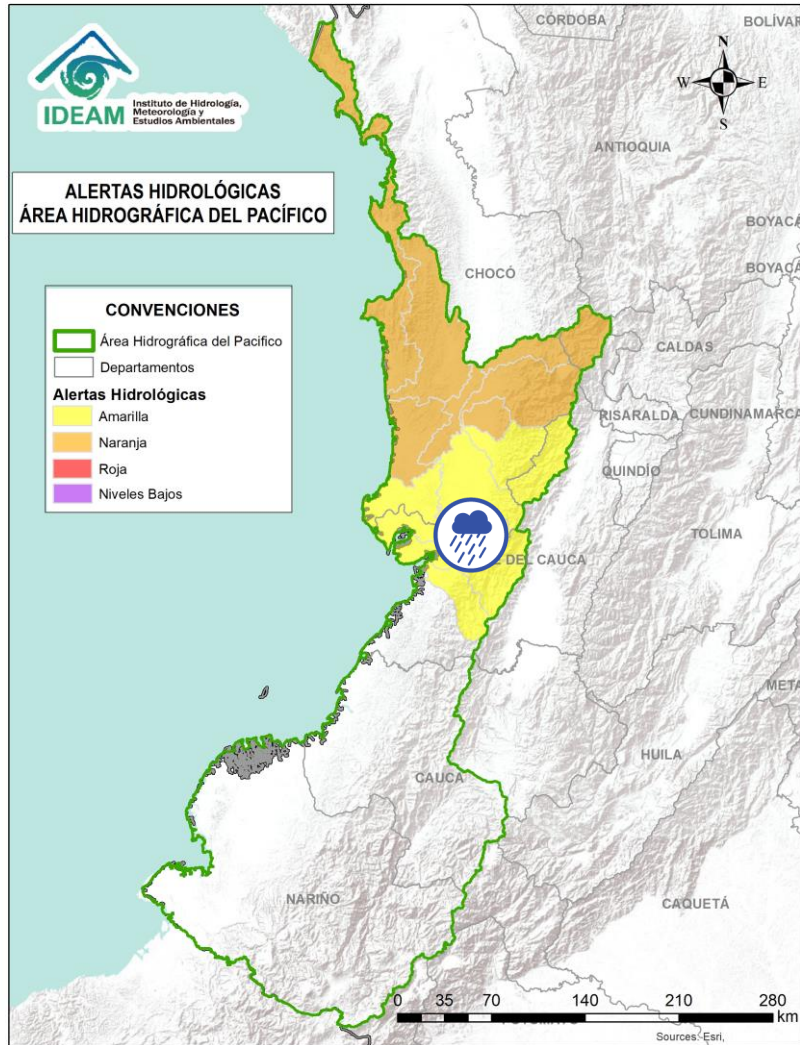 IDEAM
Instituto de Hidrología,
Meteorología y
Estudios Ambientales
ALERTAS HIDROLÓGICAS
ÁREA HIDROGRÁFICA DEL PACÍFICO
CONVENCIONES
Área Hidrográfica del Pacifico
Departamentos
Alertas Hidrológicas
Amarilla
Naranja
Roja
Niveles Bajos
CÓRDOBA
BOLÍVAR
N
W E
S
ANTIOQUIA
BOYACÁ
BOYACÁ
CHOCÓ
CALDAS
RISARALDA
CUNDINAMARCA
QUINDÍO
TOLIMA
DEL CAUCA
META
HUILA
CAUCA
NARIÑO
CAQUETÁ
0 35 70 140 210 280
km
Sources: Esri,